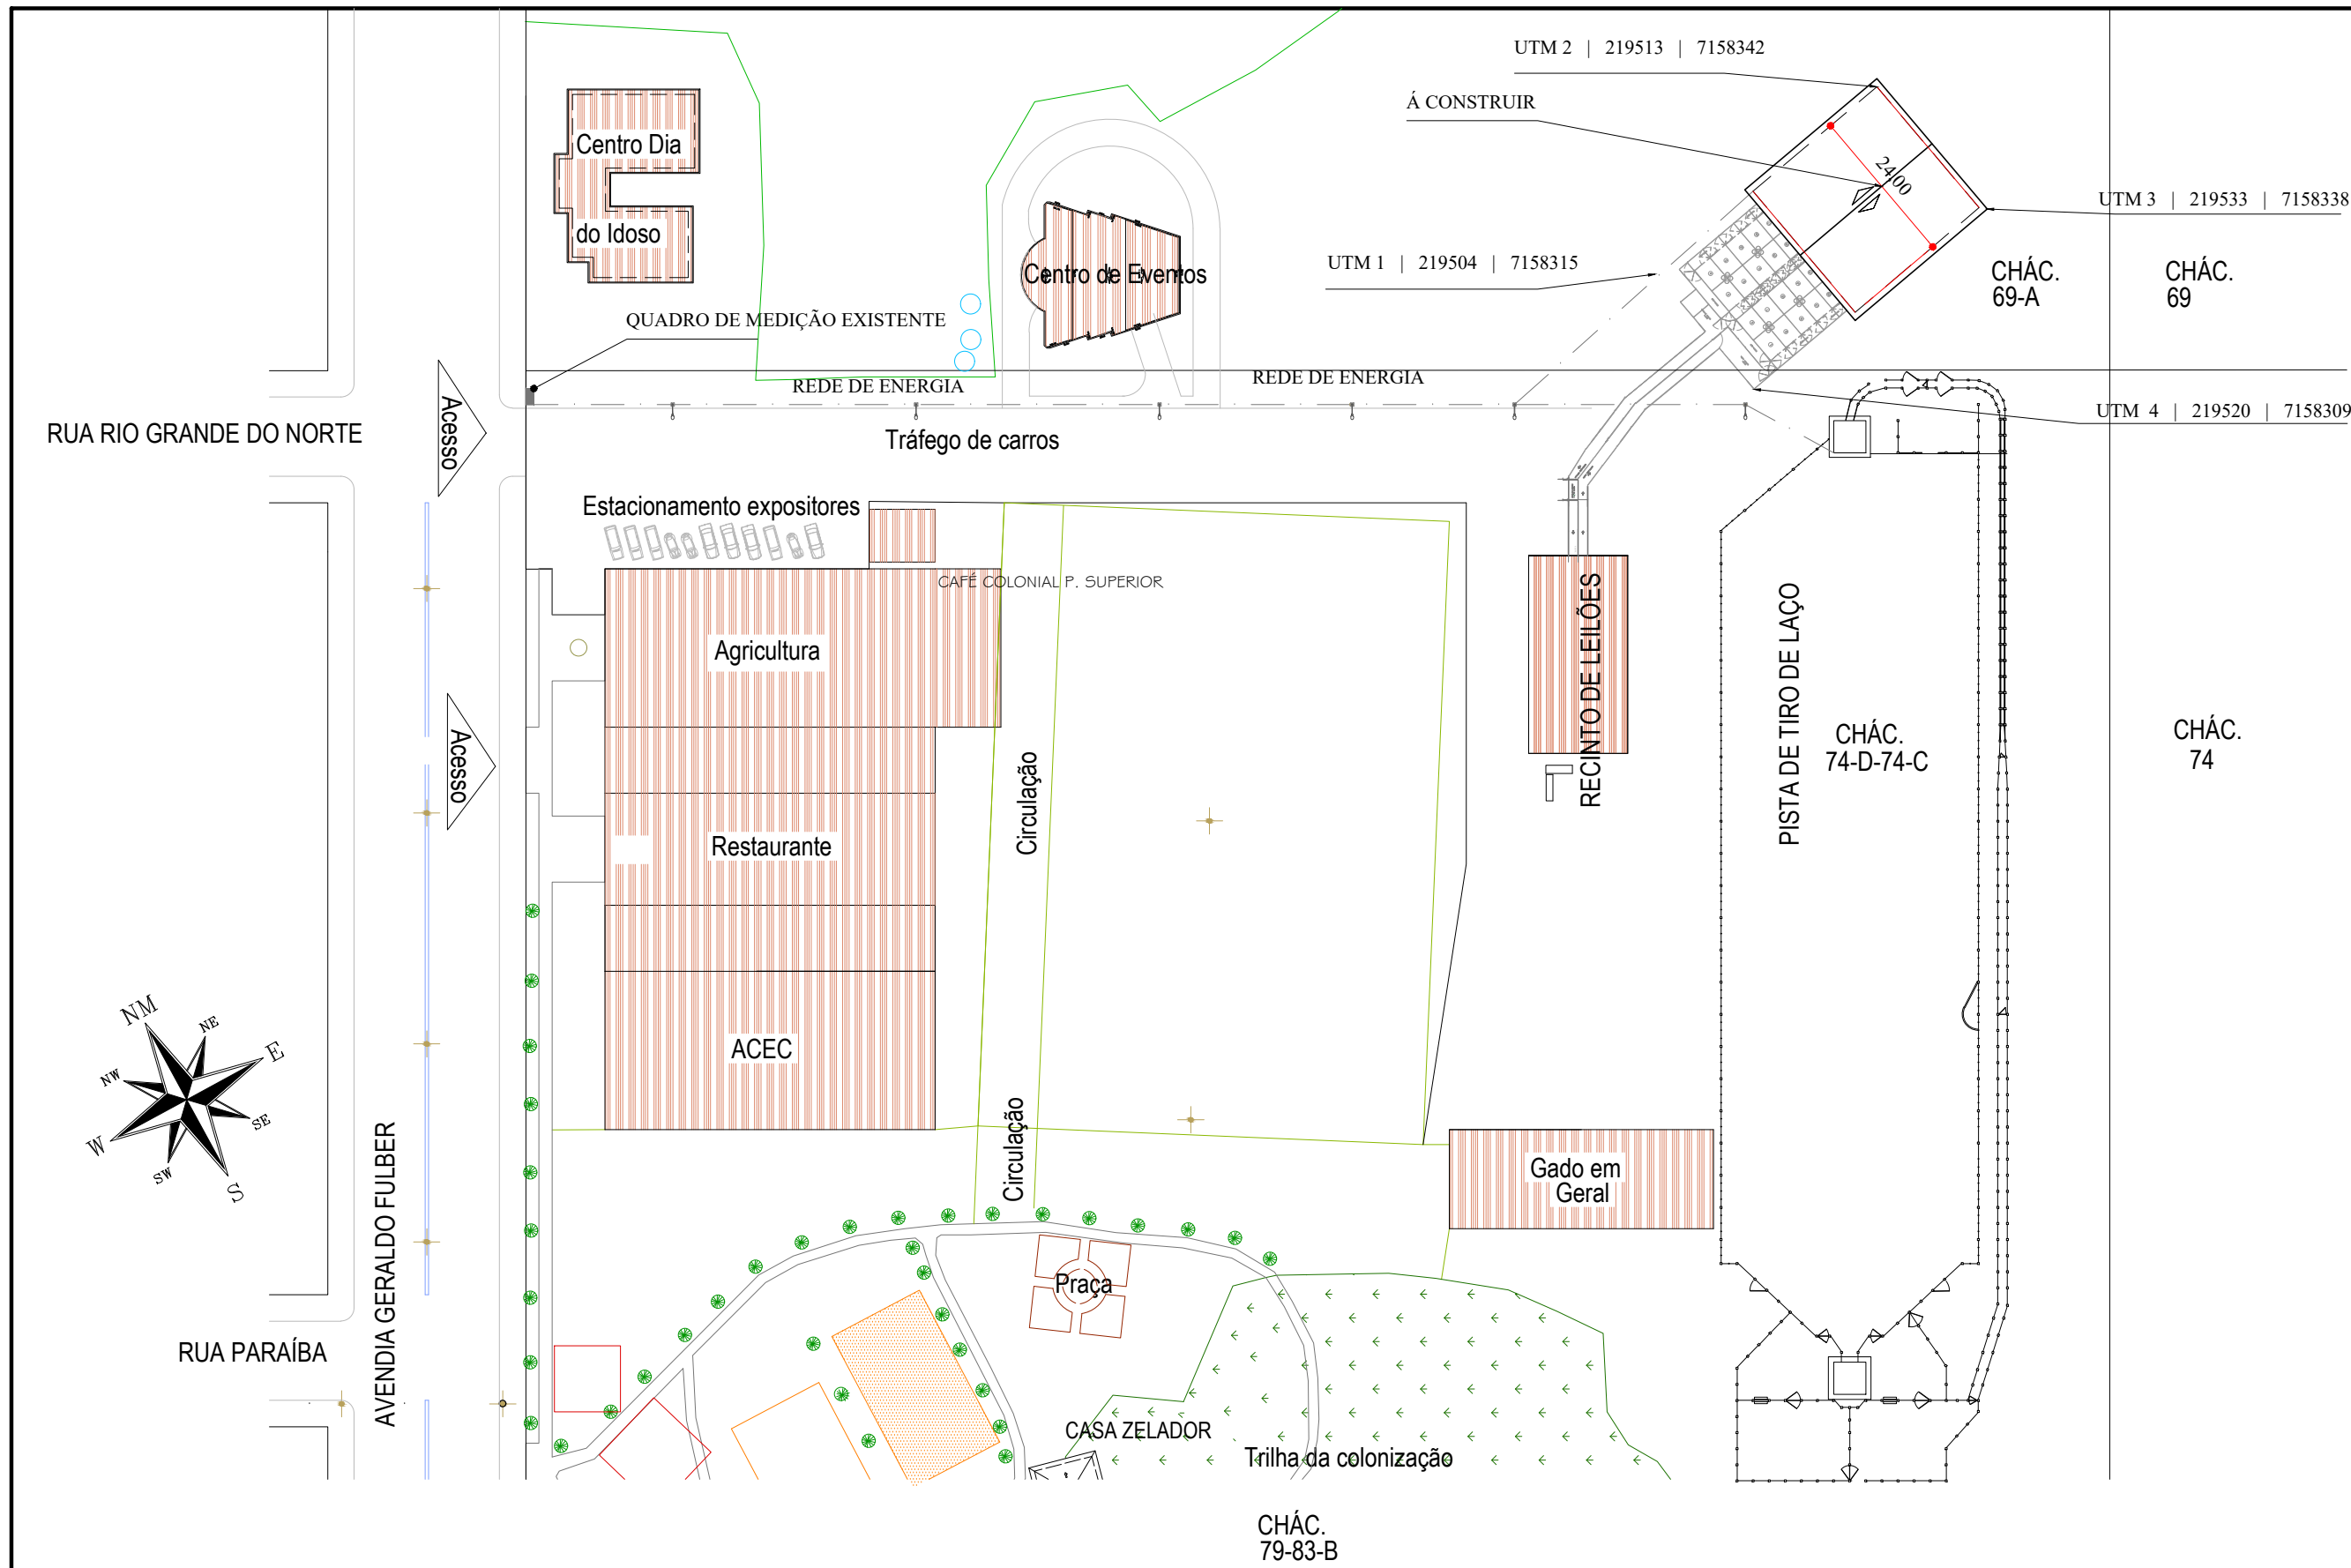 UTM 2 | 219513 | 7158342
Á CONSTRUIR
Centro Dia
do Idoso
24,00
UTM 3 | 219533 | 7158338
UTM 1 | 219504 | 7158315
Centro de Eventos
CHÁC.
69-A
CHÁC.
69
QUADRO DE MEDIÇÃO EXISTENTE
REDE DE ENERGIA
REDE DE ENERGIA
UTM 4 | 219520 | 7158309
Acesso
RUA RIO GRANDE DO NORTE
Tráfego de carros
Estacionamento expositores
CAFÉ COLONIAL P. SUPERIOR
Agricultura
RECINTO DE LEILÕES
PISTA DE TIRO DE LAÇO
CHÁC.
74-D-74-C
CHÁC.
74
Acesso
Circulação
Restaurante
ACEC
NM
NE
E
NW
SE
W
SW
S
Circulação
AVENDIA GERALDO FULBER
Gado em
Geral
Praça
RUA PARAÍBA
CASA ZELADOR
Trilha da colonização
CHÁC.
79-83-B